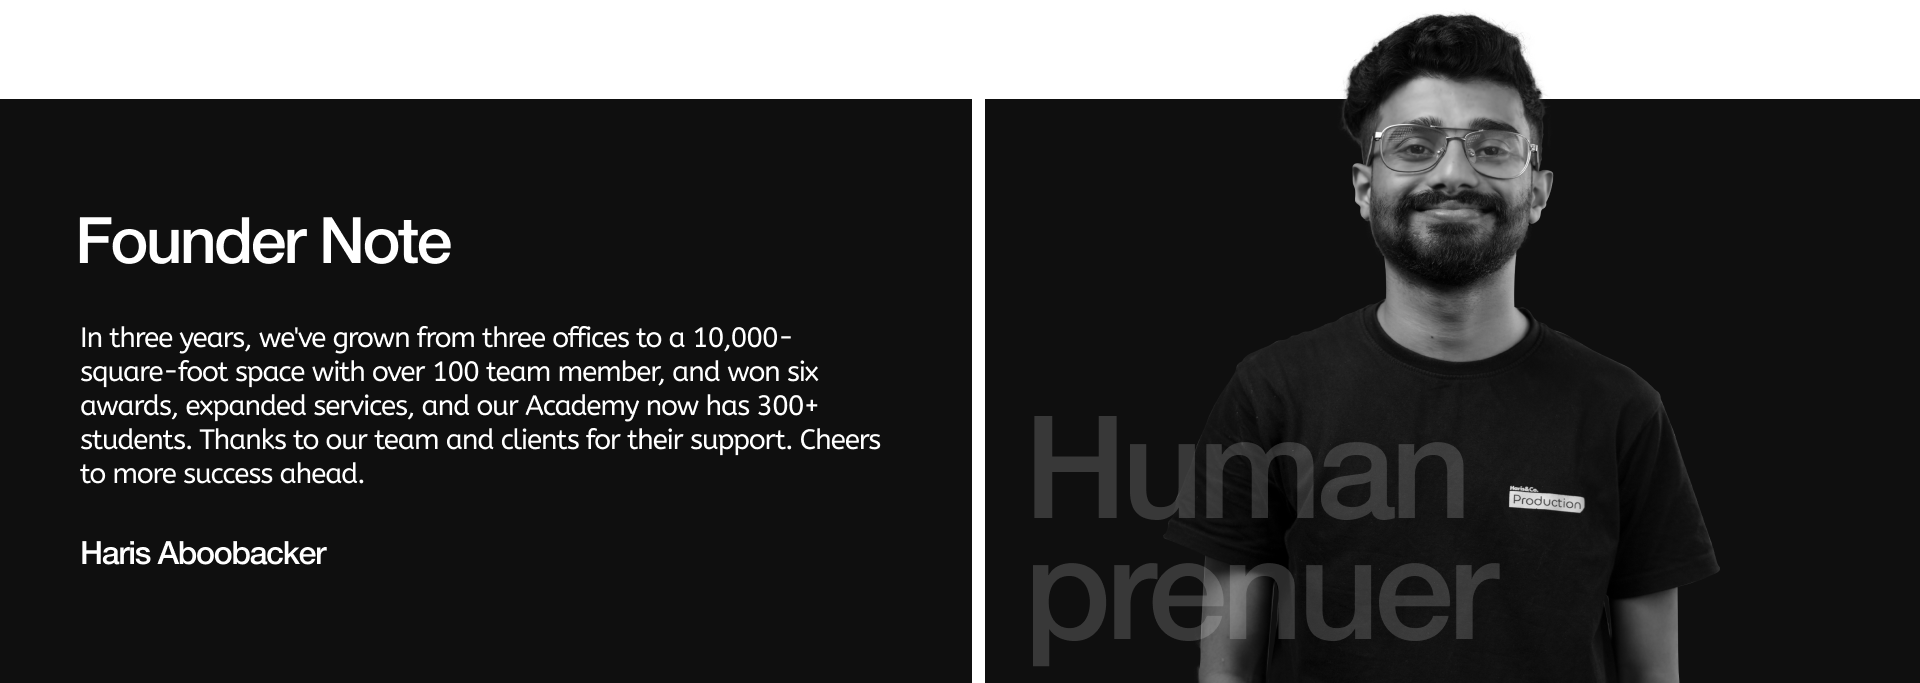 Founder Note
In three years, we've grown from three offices to a 10,000-
square-foot space with over 100 team member, and won six
awards, expanded services, and our Academy now has 300+
students. Thanks to our team and clients for their support. Cheers
to more success ahead.
Haris Aboobacker
Human
prenuer
Haris&Co.
Production